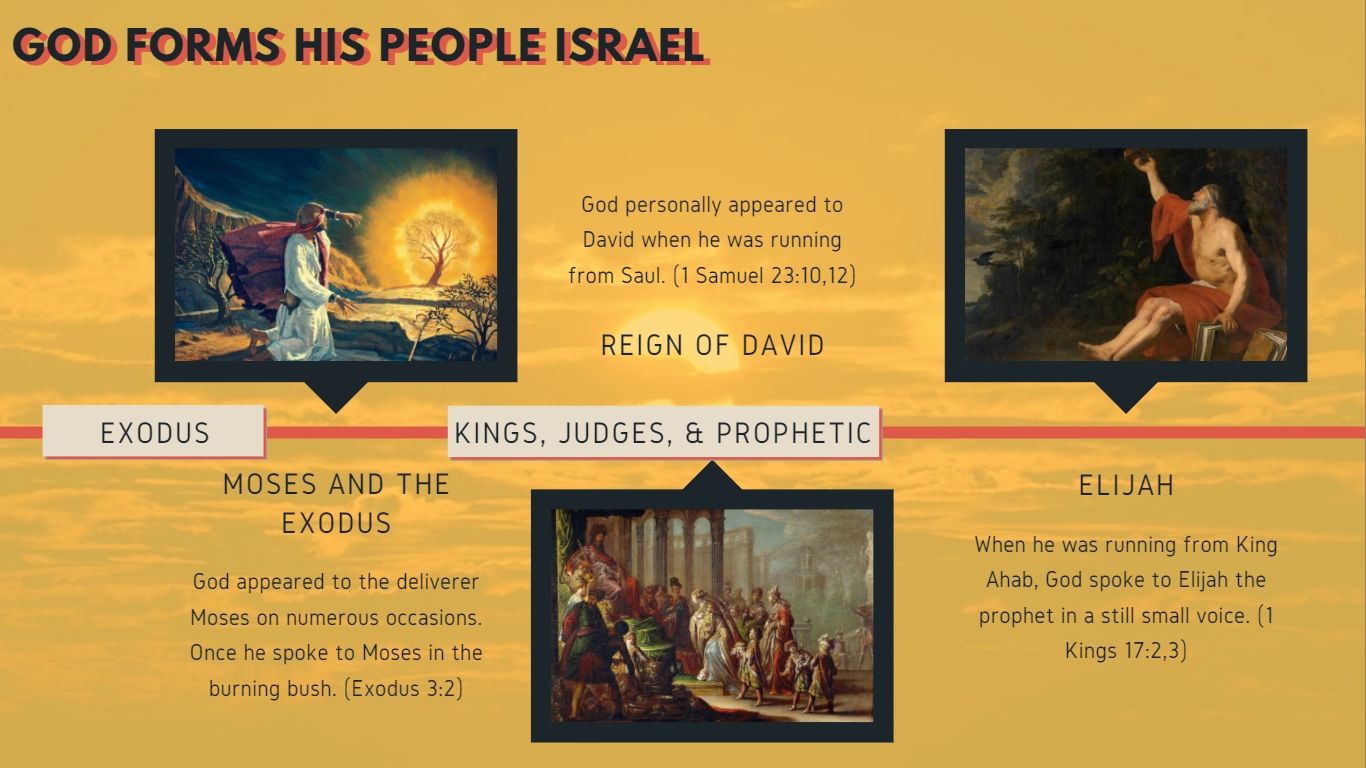 GOD FORMS HIS PEOPLE ISRAEL
God personally appeared to
David when he was running
from Saul. (1 Samuel 23:10,12)
REIGN OF DAVID
EXODUS
KINGS, JUDGES, & PROPHETIC
MOSES AND THE
EXODUS
God appeared to the deliverer
Moses on numerous occasions.
Once he spoke to Moses in the
burning bush. (Exodus 3:2)
ELIJAH
When he was running from King
Ahab, God spoke to Elijah the
prophet in a still small voice. (1
Kings 17:2,3)